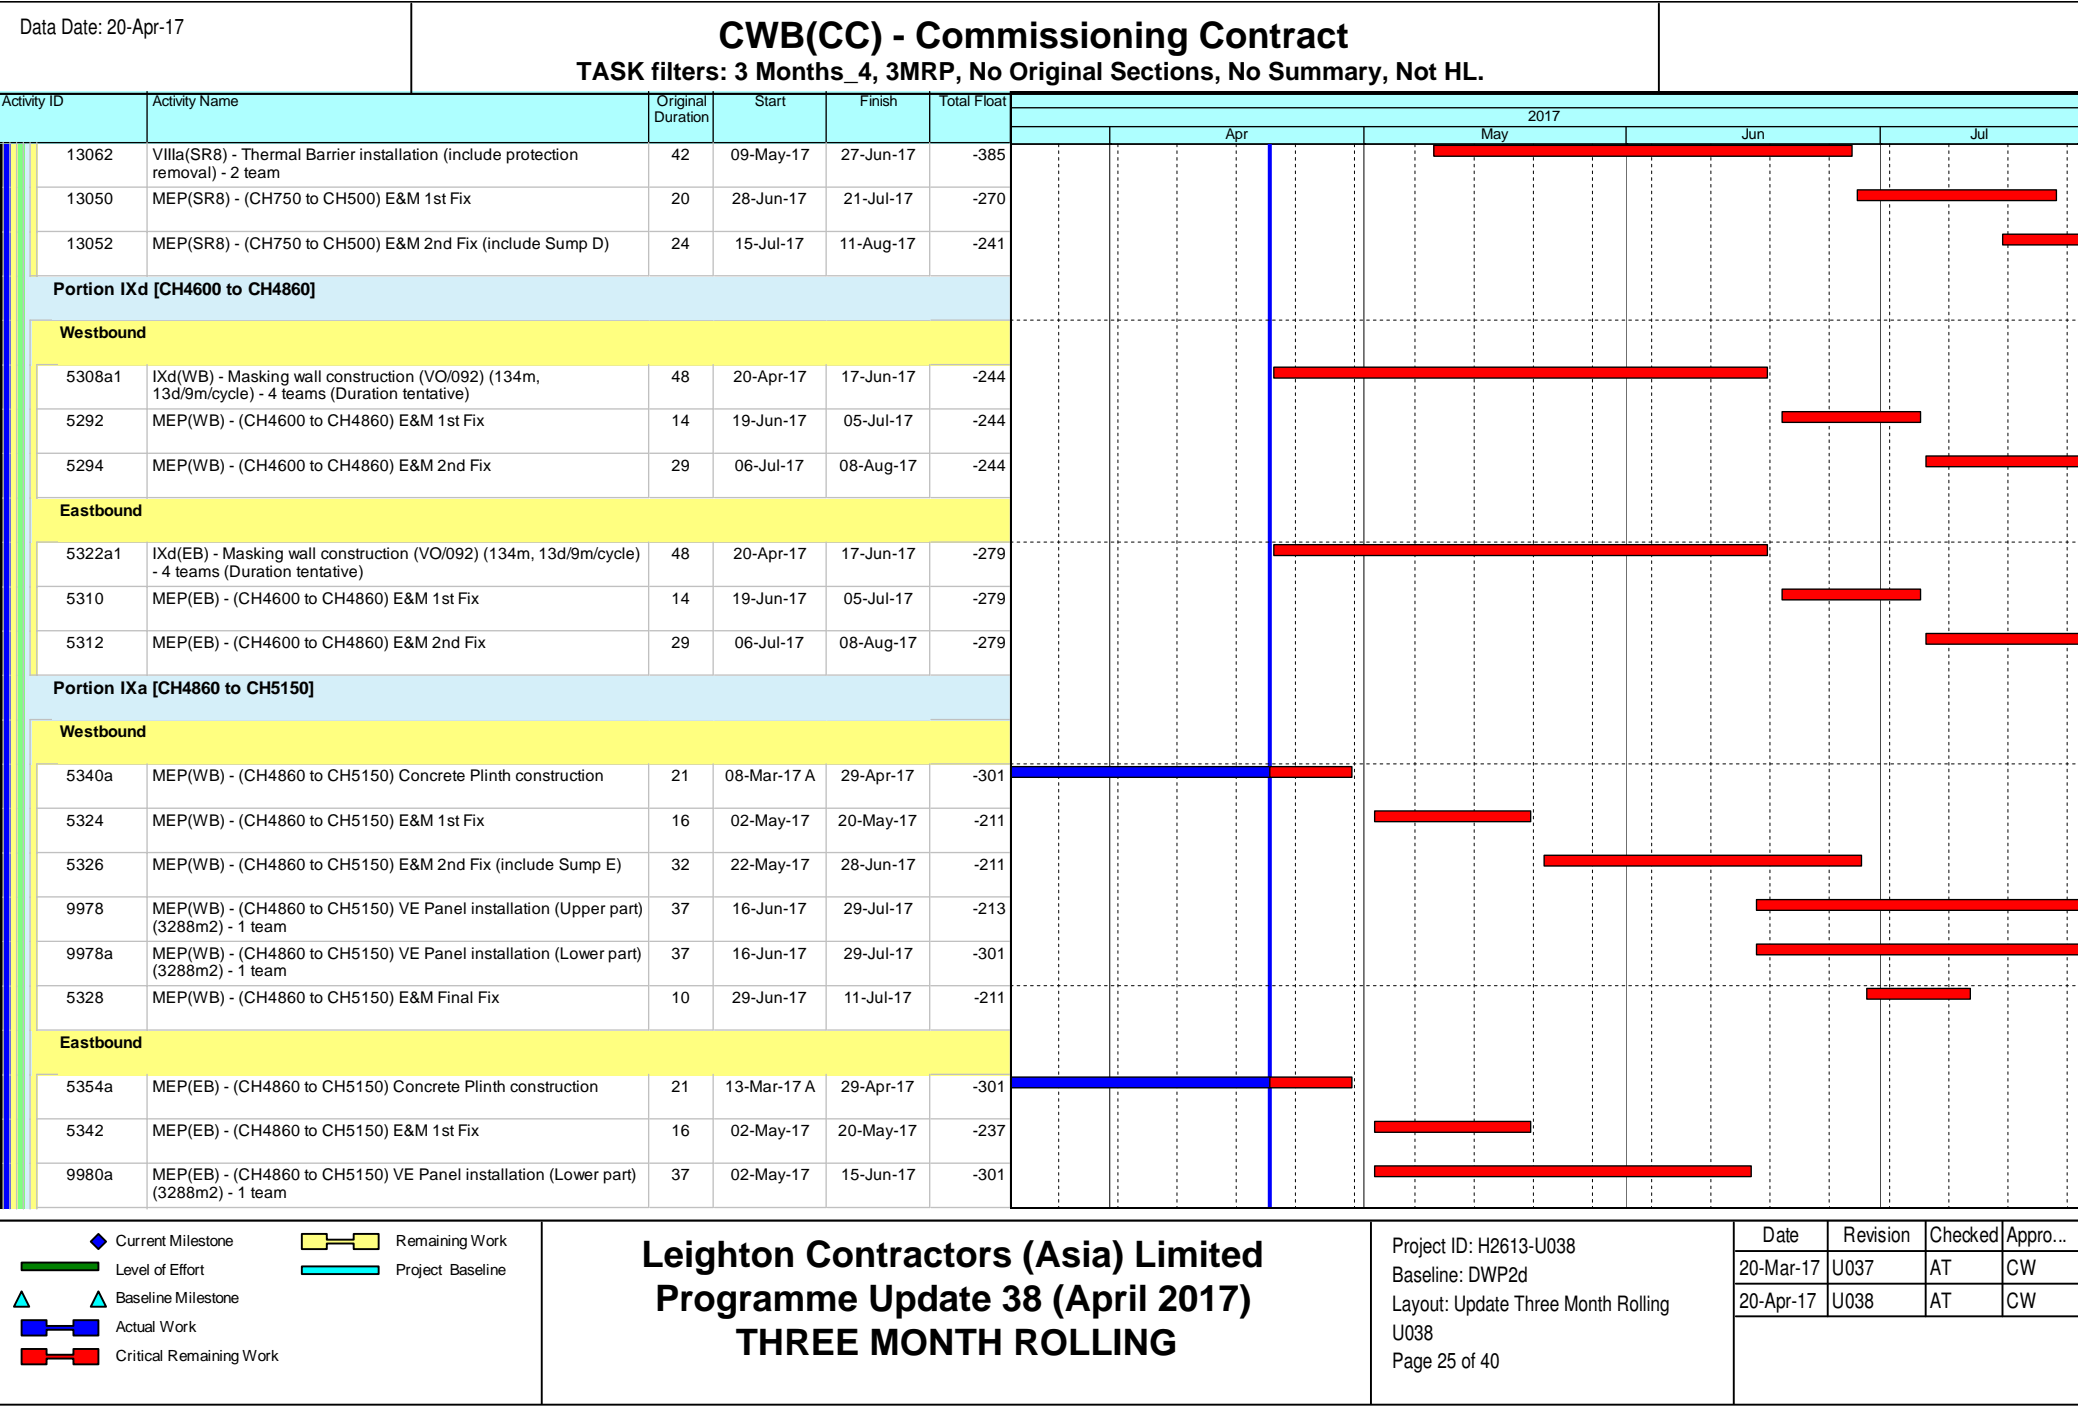 Data Date: 20-Apr-17
CWB(CC) - Commissioning Contract
TASK filters: 3 Months_4, 3MRP, No Original Sections, No Summary, Not HL.
Activity ID Activity Name Original Duration Start Finish Total Float
2017
Apr May Jun Jul
13062 VIIIa(SR8) - Thermal Barrier installation (include protection removal) - 2 team 42 09-May-17 27-Jun-17 -385
13050 MEP(SR8) - (CH750 to CH500) E&M 1st Fix 20 28-Jun-17 21-Jul-17 -270
13052 MEP(SR8) - (CH750 to CH500) E&M 2nd Fix (include Sump D) 24 15-Jul-17 11-Aug-17 -241
Portion IXd [CH4600 to CH4860]
Westbound
5308a1 IXd(WB) - Masking wall construction (VO/092) (134m, 13d/9m/cycle) - 4 teams (Duration tentative) 48 20-Apr-17 17-Jun-17 -244
5292 MEP(WB) - (CH4600 to CH4860) E&M 1st Fix 14 19-Jun-17 05-Jul-17 -244
5294 MEP(WB) - (CH4600 to CH4860) E&M 2nd Fix 29 06-Jul-17 08-Aug-17 -244
Eastbound
5322a1 IXd(EB) - Masking wall construction (VO/092) (134m, 13d/9m/cycle) - 4 teams (Duration tentative) 48 20-Apr-17 17-Jun-17 -279
5310 MEP(EB) - (CH4600 to CH4860) E&M 1st Fix 14 19-Jun-17 05-Jul-17 -279
5312 MEP(EB) - (CH4600 to CH4860) E&M 2nd Fix 29 06-Jul-17 08-Aug-17 -279
Portion IXa [CH4860 to CH5150]
Westbound
5340a MEP(WB) - (CH4860 to CH5150) Concrete Plinth construction 21 08-Mar-17 A 29-Apr-17 -301
5324 MEP(WB) - (CH4860 to CH5150) E&M 1st Fix 16 02-May-17 20-May-17 -211
5326 MEP(WB) - (CH4860 to CH5150) E&M 2nd Fix (include Sump E) 32 22-May-17 28-Jun-17 -211
9978 MEP(WB) - (CH4860 to CH5150) VE Panel installation (Upper part) (3288m2) - 1 team 37 16-Jun-17 29-Jul-17 -213
9978a MEP(WB) - (CH4860 to CH5150) VE Panel installation (Lower part) (3288m2) - 1 team 37 16-Jun-17 29-Jul-17 -301
5328 MEP(WB) - (CH4860 to CH5150) E&M Final Fix 10 29-Jun-17 11-Jul-17 -211
Eastbound
5354a MEP(EB) - (CH4860 to CH5150) Concrete Plinth construction 21 13-Mar-17 A 29-Apr-17 -301
5342 MEP(EB) - (CH4860 to CH5150) E&M 1st Fix 16 02-May-17 20-May-17 -237
9980a MEP(EB) - (CH4860 to CH5150) VE Panel installation (Lower part) (3288m2) - 1 team 37 02-May-17 15-Jun-17 -301
Current Milestone
Level of Effort
Baseline Milestone
Actual Work
Critical Remaining Work
Remaining Work
Project Baseline
Leighton Contractors (Asia) Limited
Programme Update 38 (April 2017)
THREE MONTH ROLLING
Project ID: H2613-U038
Baseline: DWP2d
Layout: Update Three Month Rolling
U038
Page 25 of 40
Date Revision Checked Appro...
20-Mar-17 U037 AT CW
20-Apr-17 U038 AT CW